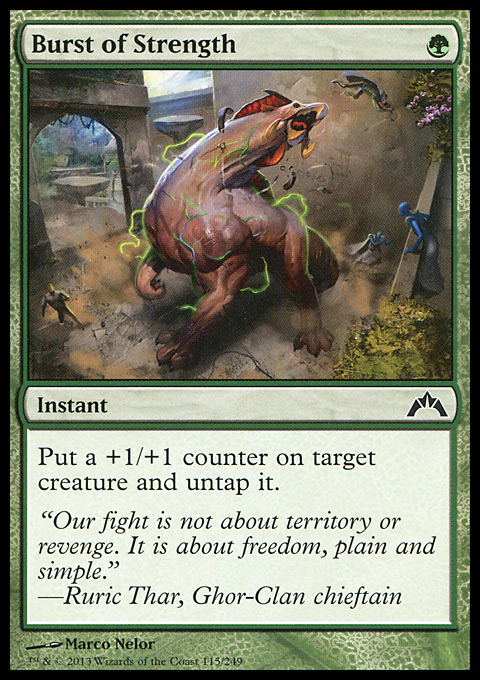 Burst of Strength
Instant
Put a +1/+1 counter on target
creature and untap it.
“Our fight is not about territory or
revenge. It is about freedom, plain and
simple.”
—Ruric Thar, Ghor-Clan chieftain
Marco Nelor
™ & © 2013 Wizards of the Coast 115/249